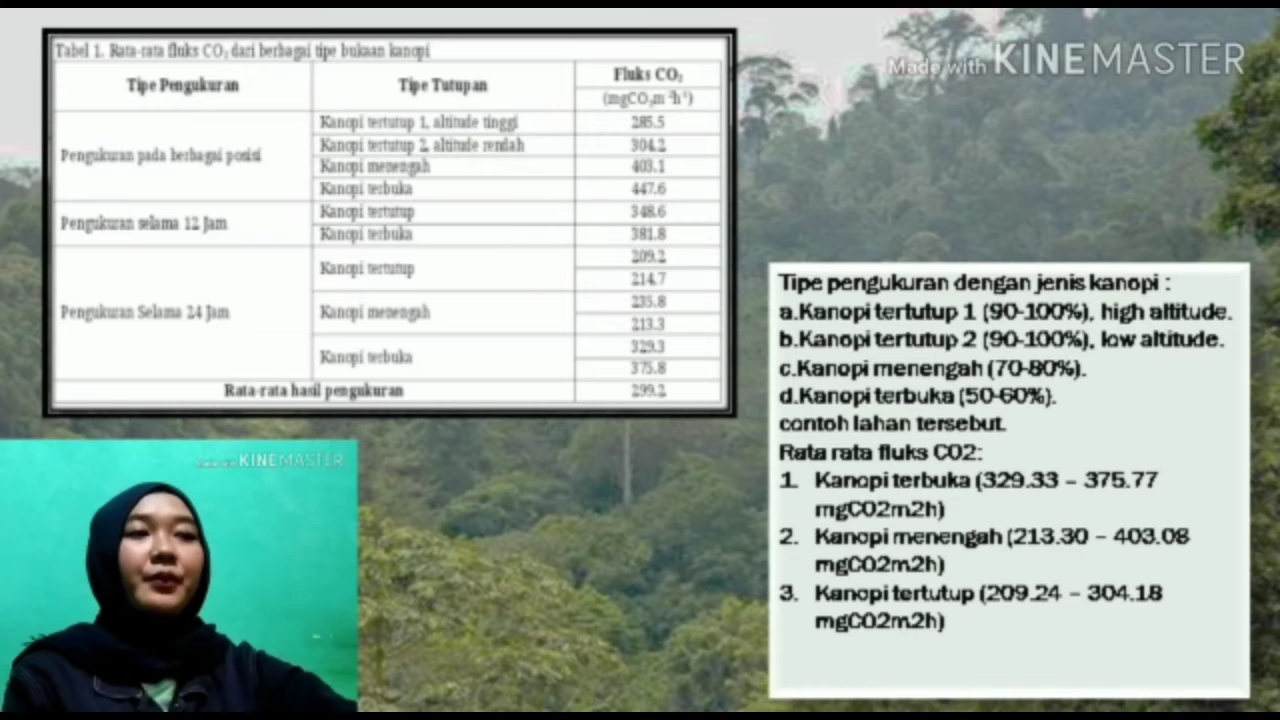 Tabel 1. Rata-rata fluks CO₂ dari berbagai tipe bukaan kanopi
Tipe Pengukuran Tipe Tutupan Fluks CO₂
(mgCO₂m⁻²h⁻¹)
Pengukuran pada berbagai posisi
Kanopi tertutup 1, altitude tinggi 285.5
Kanopi tertutup 2, altitude rendah 304.2
Kanopi menengah 403.1
Kanopi terbuka 447.6
Pengukuran selama 12 Jam
Kanopi tertutup 348.6
Kanopi terbuka 381.8
Pengukuran Selama 24 Jam
Kanopi tertutup 209.2
214.7
Kanopi menengah 235.8
213.3
Kanopi terbuka 329.3
375.8
Rata-rata hasil pengukuran 299.2
Made with KINEMASTER
Tipe pengukuran dengan jenis kanopi :
a.Kanopi tertutup 1 (90-100%), high altitude.
b.Kanopi tertutup 2 (90-100%), low altitude.
c.Kanopi menengah (70-80%).
d.Kanopi terbuka (50-60%).
contoh lahan tersebut.
Rata rata fluks CO2:
1. Kanopi terbuka (329.33 – 375.77
mgCO2m2h)
2. Kanopi menengah (213.30 – 403.08
mgCO2m2h)
3. Kanopi tertutup (209.24 – 304.18
mgCO2m2h)
Made with KINEMASTER